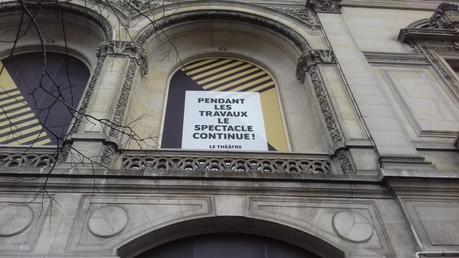 PENDANT
LES
TRAVAUX
LE
SPECTACLE
CONTINUE !
LE THÉÂTRE